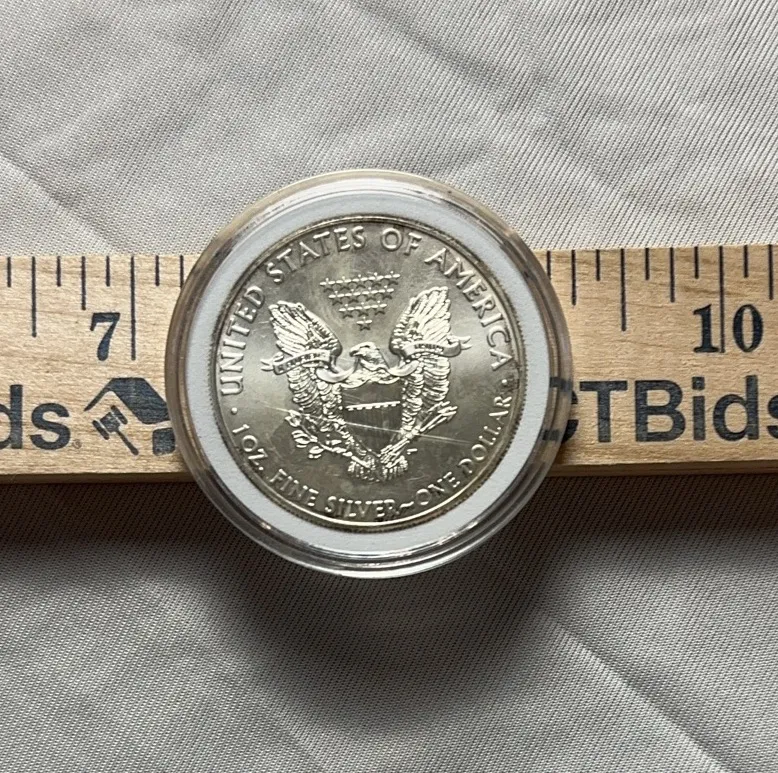 UNITED STATES OF AMERICA
1 OZ. FINE SILVER~ONE DOLLAR
7
10
ds
CTBids